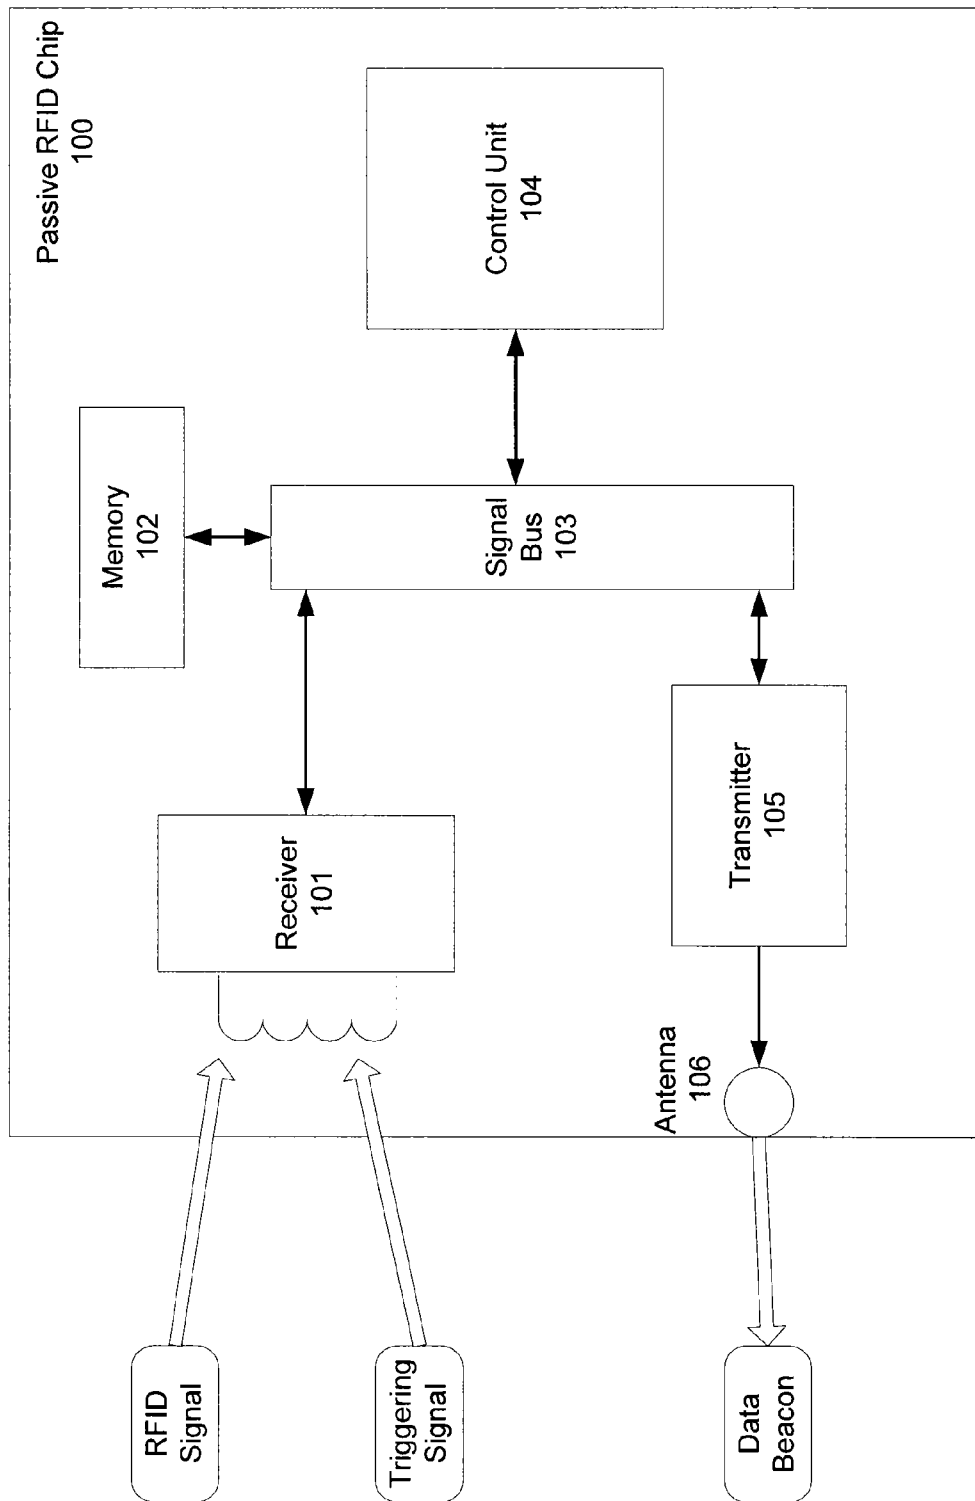 Passive RFID Chip
100
Memory
102
Control Unit
104
Signal
Bus
103
Receiver
101
Transmitter
105
Antenna
106
RFID
Signal
Triggering
Signal
Data
Beacon